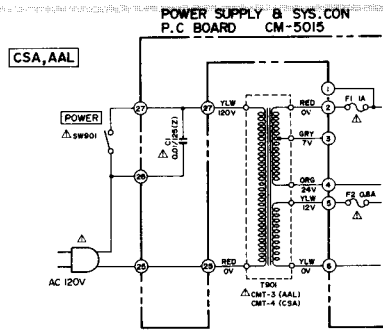 POWER SUPPLY & SYS.CON
P.C BOARD CM-5015
CSA,AAL
POWER
SW901
27
C1
0.01/125(Z)
26
27
YLW
120V
RED
0V
1
2
F1 1A
GRY
7V
3
ORG
24V
4
YLW
12V
5
F2 0.8A
25
RED
0V
YLW
0V
6
AC 120V
T901
CMT-3 (AAL)
CMT-4 (CSA)